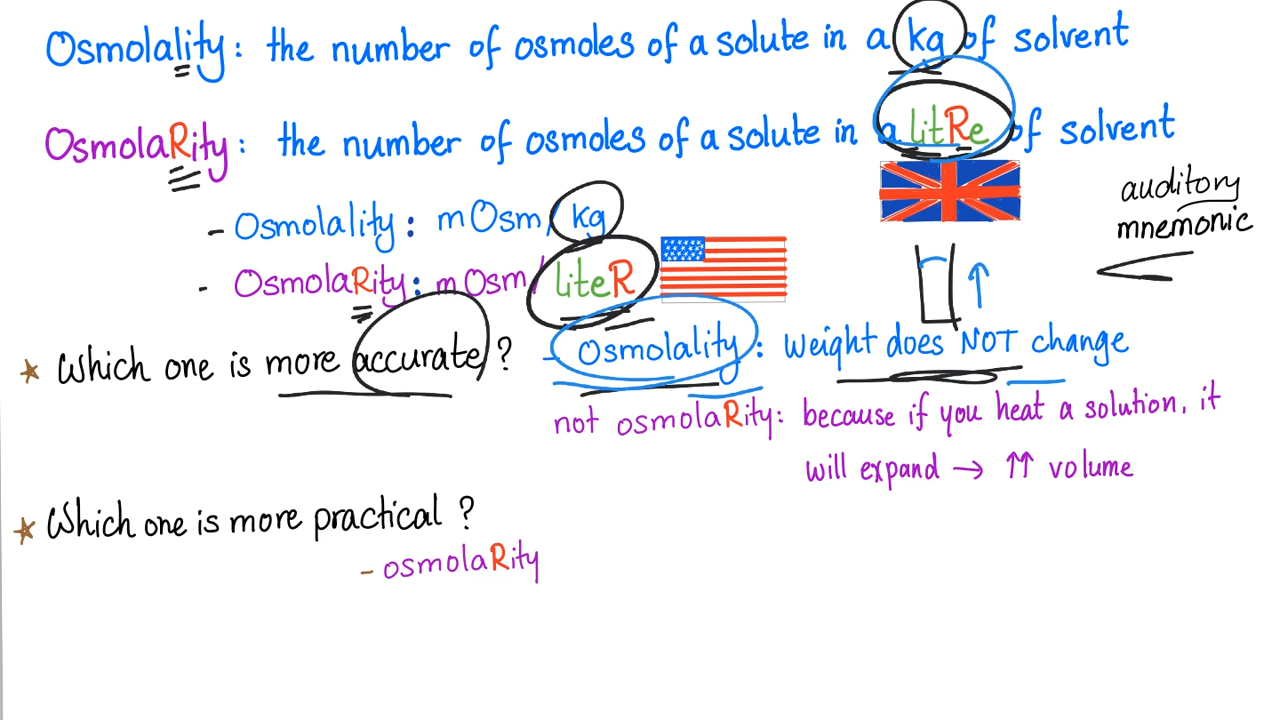 Osmolality: the number of osmoles of a solute in a kg of solvent
OsmolaRity: the number of osmoles of a solute in a litRe of solvent
auditory
mnemonic
- Osmolality: mOsm/kg
- OsmolaRity: mOsm/liteR
* Which one is more accurate? - Osmolality: weight does NOT change
not osmolaRity: because if you heat a solution, it
will expand → ↑↑ volume
* Which one is more practical?
- osmolaRity